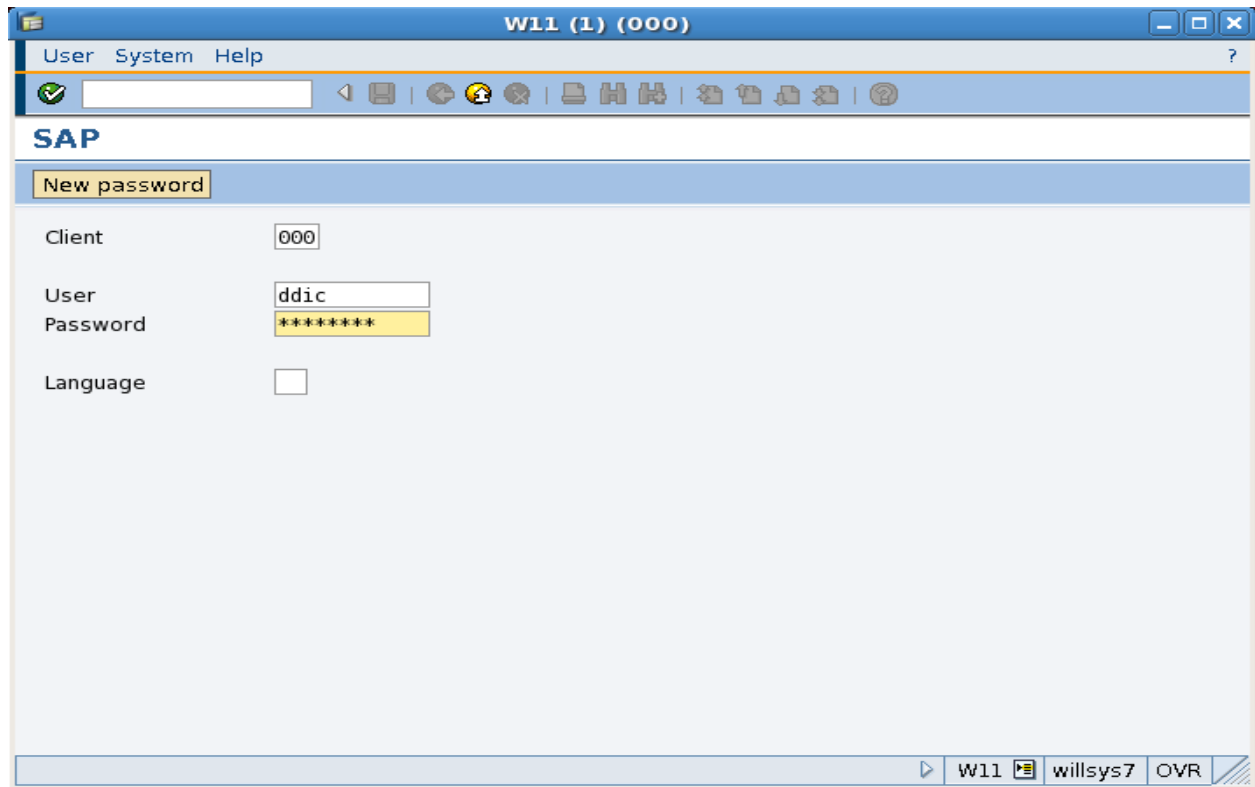 W11 (1) (000)
User System Help ?
SAP
New password
Client 000
User ddic
Password ********
Language
W11 willsys7 OVR